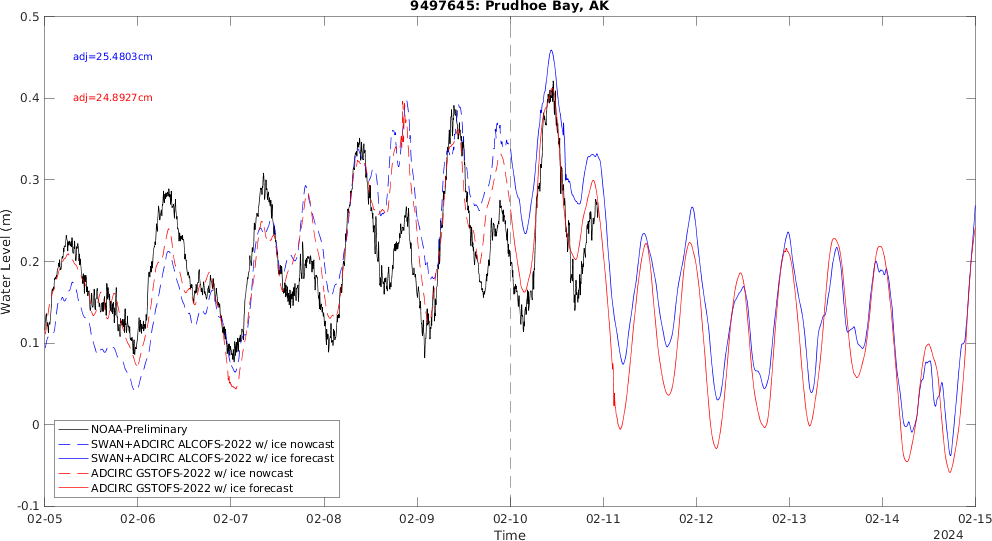 9497645: Prudhoe Bay, AK
0.5
adj=25.4803cm
0.4
adj=24.8927cm
0.3
0.2
Water Level (m)
0.1
0
-0.1
NOAA-Preliminary
SWAN+ADCIRC ALCOFS-2022 w/ ice nowcast
SWAN+ADCIRC ALCOFS-2022 w/ ice forecast
ADCIRC GSTOFS-2022 w/ ice nowcast
ADCIRC GSTOFS-2022 w/ ice forecast
02-05 02-06 02-07 02-08 02-09 02-10 02-11 02-12 02-13 02-14 02-15
Time
2024